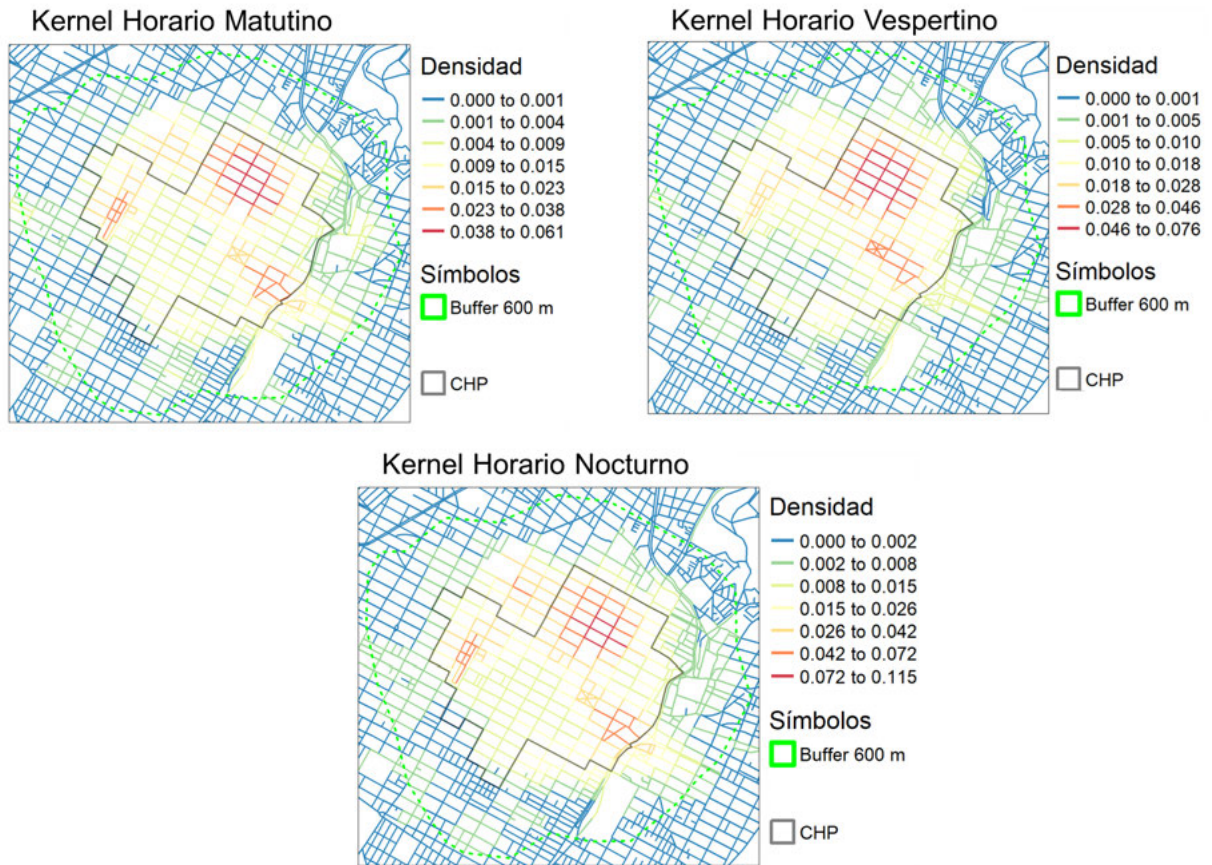 Kernel Horario Matutino
Densidad
0.000 to 0.001
0.001 to 0.004
0.004 to 0.009
0.009 to 0.015
0.015 to 0.023
0.023 to 0.038
0.038 to 0.061
Símbolos
Buffer 600 m
CHP
Kernel Horario Vespertino
Densidad
0.000 to 0.001
0.001 to 0.005
0.005 to 0.010
0.010 to 0.018
0.018 to 0.028
0.028 to 0.046
0.046 to 0.076
Símbolos
Buffer 600 m
CHP
Kernel Horario Nocturno
Densidad
0.000 to 0.002
0.002 to 0.008
0.008 to 0.015
0.015 to 0.026
0.026 to 0.042
0.042 to 0.072
0.072 to 0.115
Símbolos
Buffer 600 m
CHP